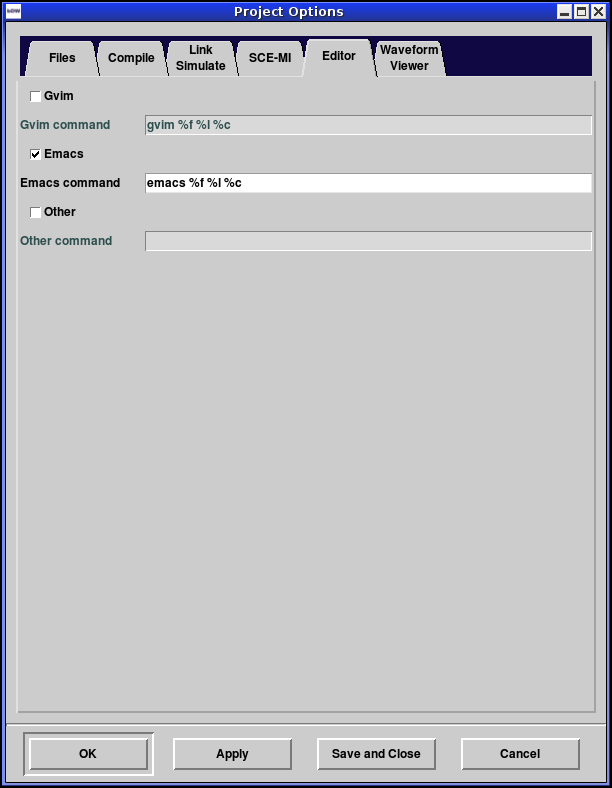 Project Options
Files
Compile
Link
Simulate
SCE-MI
Editor
Waveform
Viewer
Gvim
Gvim command
gvim %f %l %c
Emacs
Emacs command
emacs %f %l %c
Other
Other command
OK
Apply
Save and Close
Cancel